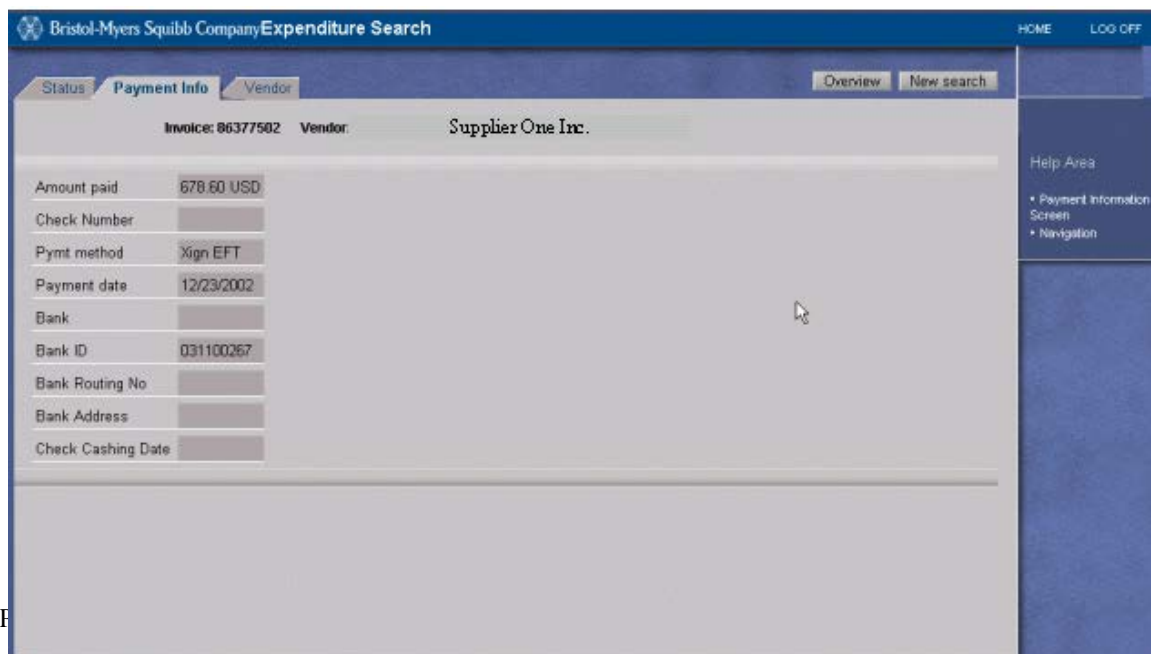 Bristol-Myers Squibb Company Expenditure Search
HOME LOG OFF
Status Payment Info Vendor
Overview New search
Invoice: 86377502 Vendor: Supplier One Inc.
Amount paid 678.60 USD
Check Number
Pymt method Xign EFT
Payment date 12/23/2002
Bank
Bank ID 031100267
Bank Routing No
Bank Address
Check Cashing Date
Help Area
• Payment Information
Screen
• Navigation